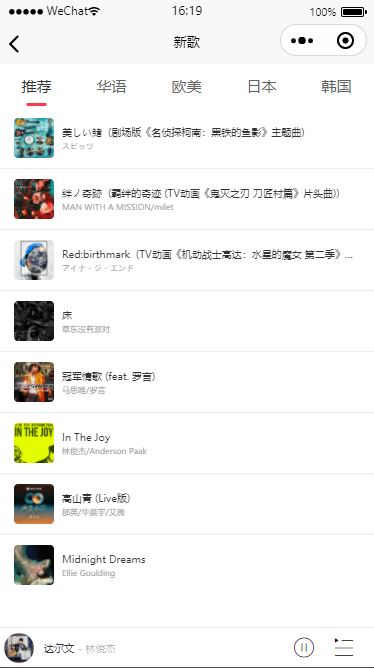 WeChat 16:19 100%
新歌
推荐 华语 欧美 日本 韩国
美しい鰭（剧场版《名侦探柯南：黑铁的鱼影》主题曲）
スピッツ
絆ノ奇跡（羁绊的奇迹 (TV动画《鬼灭之刃 刀匠村篇》片头曲)）
MAN WITH A MISSION/milet
Red:birthmark（TV动画《机动战士高达：水星的魔女 第二季》...
アイナ・ジ・エンド
床
草东没有派对
冠军情歌 (feat. 罗言)
马思唯/罗言
IN THE JOY
In The Joy
林俊杰/Anderson Paak
高山青 (Live版)
那英/华晨宇/艾薇
Midnight Dreams
Ellie Goulding
达尔文 - 林俊杰